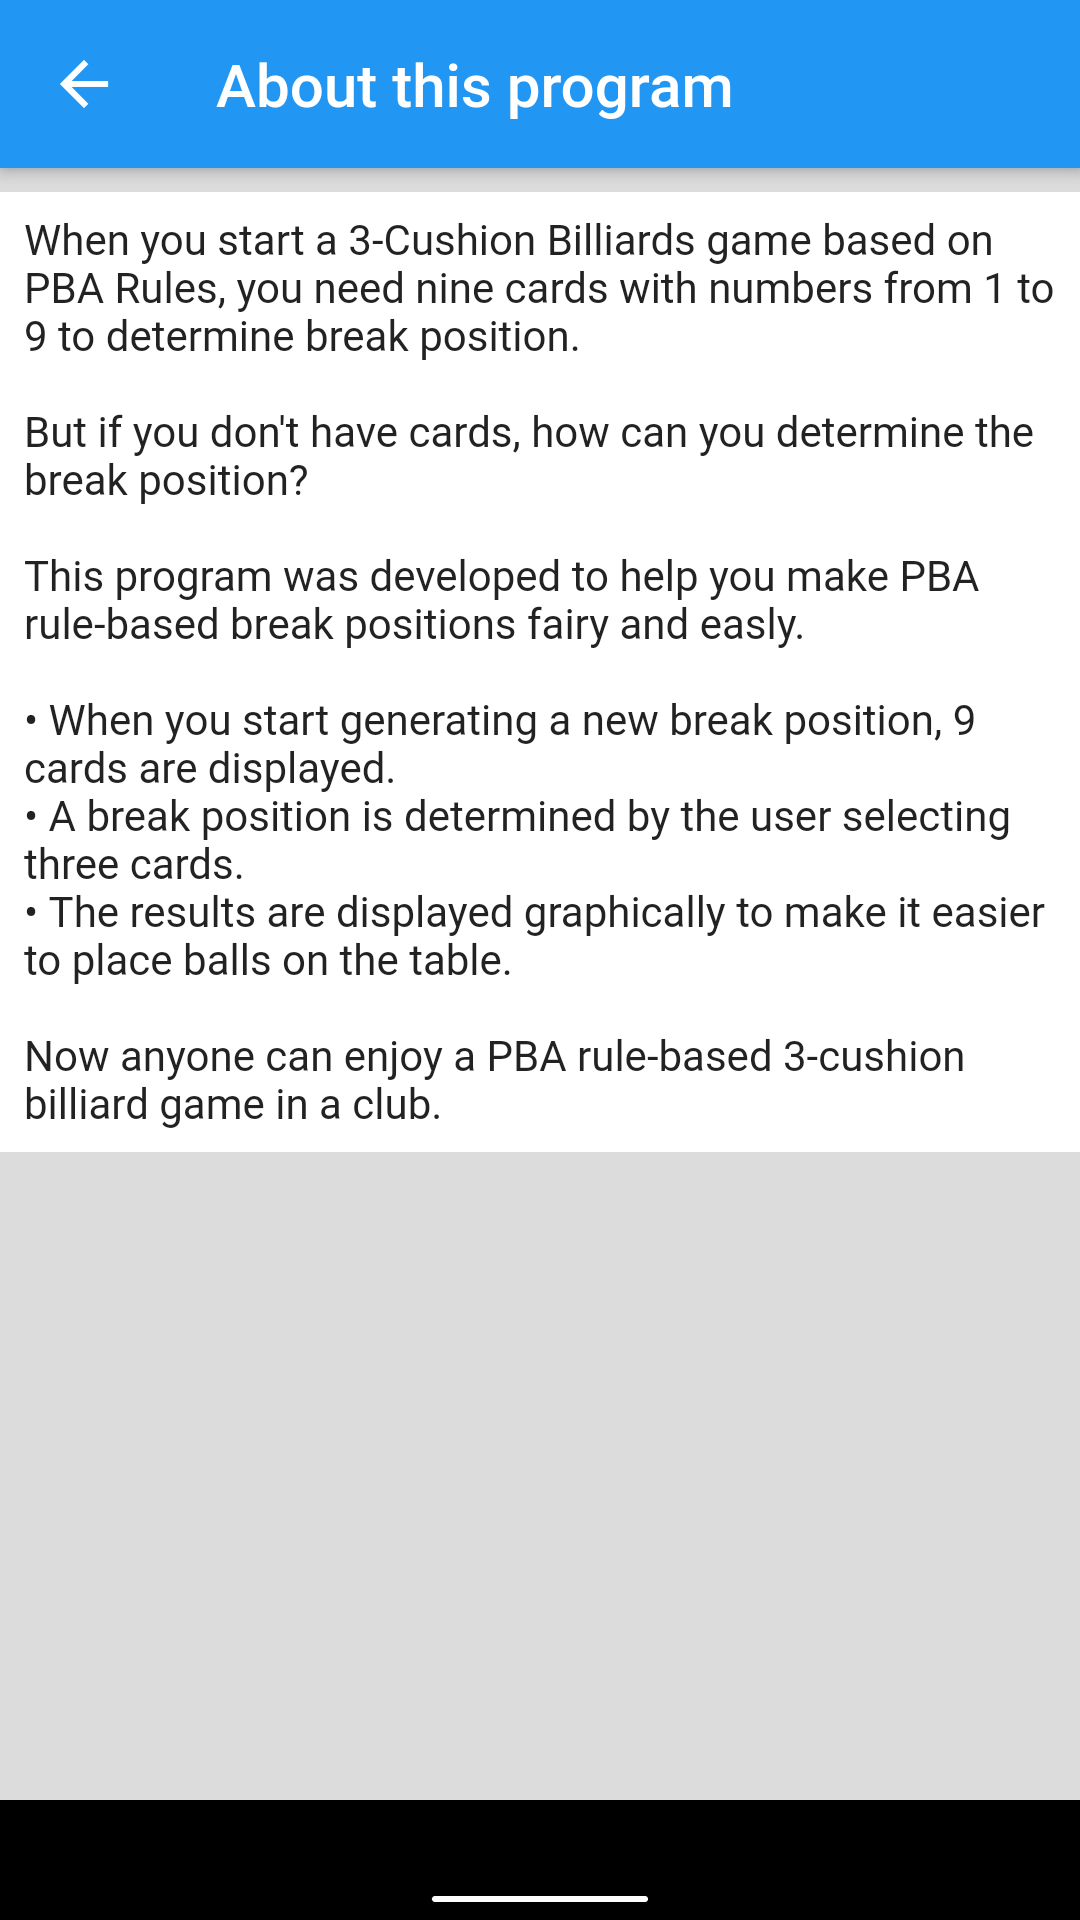 About this program
When you start a 3-Cushion Billiards game based on
PBA Rules, you need nine cards with numbers from 1 to
9 to determine break position.
But if you don't have cards, how can you determine the
break position?
This program was developed to help you make PBA
rule-based break positions fairy and easly.
• When you start generating a new break position, 9
cards are displayed.
• A break position is determined by the user selecting
three cards.
• The results are displayed graphically to make it easier
to place balls on the table.
Now anyone can enjoy a PBA rule-based 3-cushion
billiard game in a club.